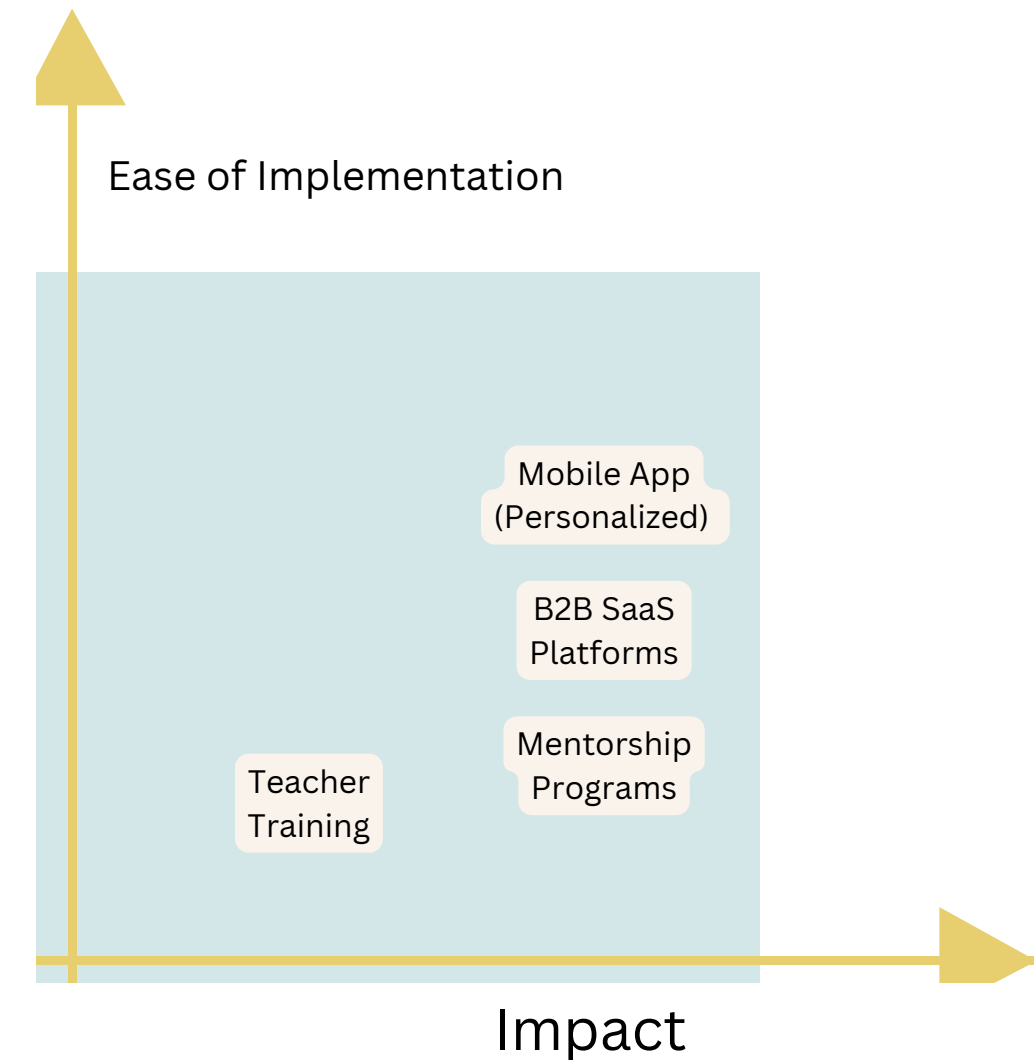 Ease of Implementation
Mobile App
(Personalized)
B2B SaaS
Platforms
Mentorship
Programs
Teacher
Training
Impact